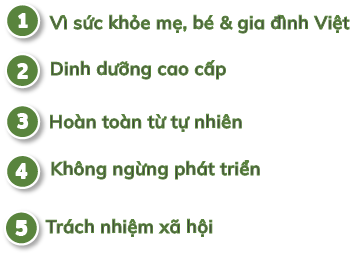 1 Vì sức khỏe mẹ, bé & gia đình Việt
2 Dinh dưỡng cao cấp
3 Hoàn toàn từ tự nhiên
4 Không ngừng phát triển
5 Trách nhiệm xã hội